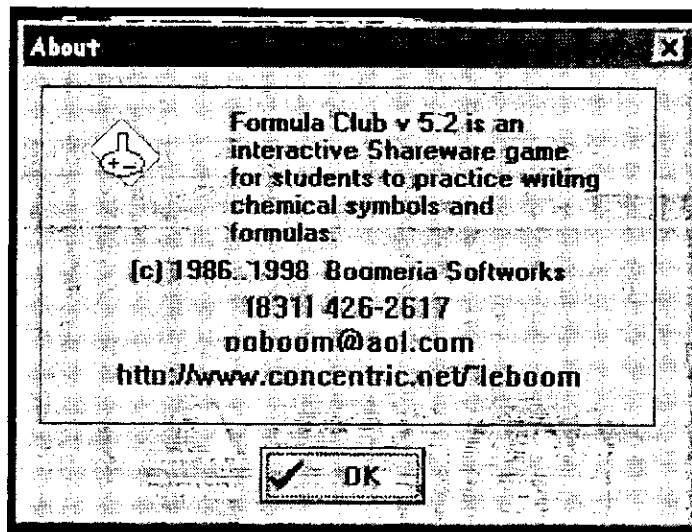 About
Formula Club v 5.2 is an
interactive Shareware game
for students to practice writing
chemical symbols and
formulas.
(c) 1986..1998 Boomeria Softworks
(831) 426-2617
@aol.com
http://www.concentric.net/~leboom
OK